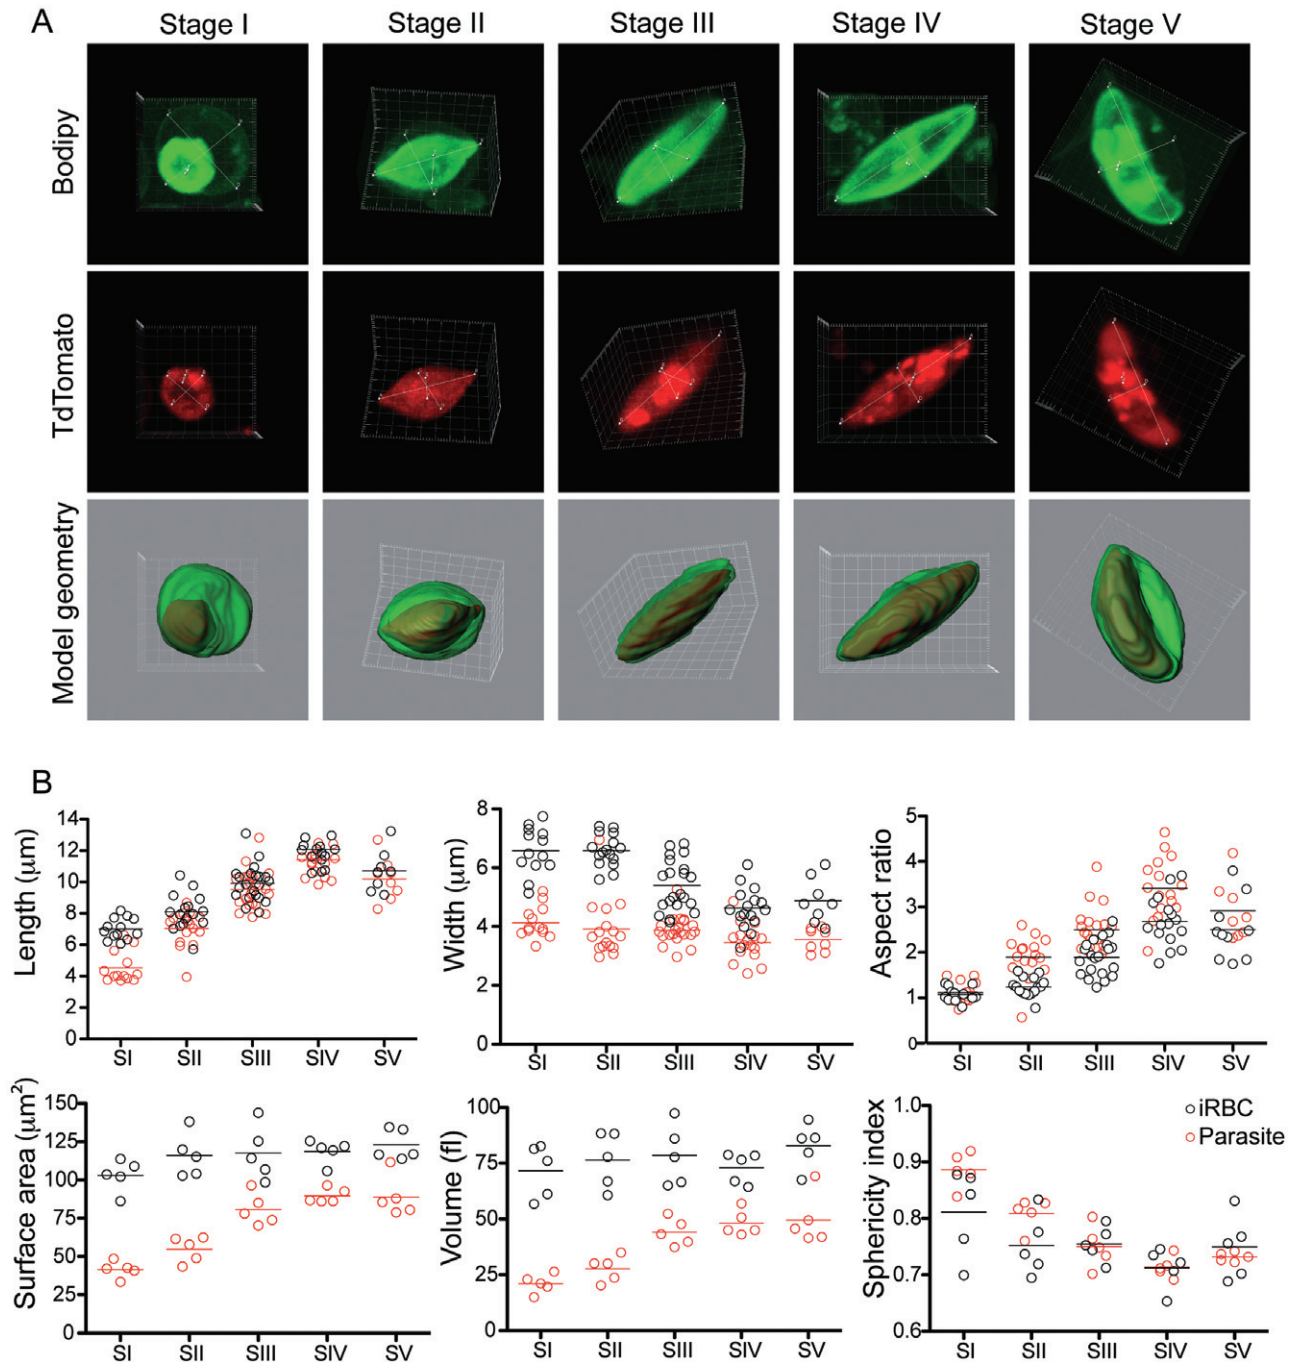 A
Stage I
Stage II
Stage III
Stage IV
Stage V
Bodipy
TdTomato
Model geometry
B
Length (μm)
14
12
10
8
6
4
2
0
SI
SII
SIII
SIV
SV
Width (μm)
8
6
4
2
0
SI
SII
SIII
SIV
SV
Aspect ratio
5
4
3
2
1
0
SI
SII
SIII
SIV
SV
Surface area (μm²)
150
125
100
75
50
25
0
SI
SII
SIII
SIV
SV
Volume (fl)
100
75
50
25
0
SI
SII
SIII
SIV
SV
Sphericity index
1.0
0.9
0.8
0.7
0.6
iRBC
Parasite
SI
SII
SIII
SIV
SV